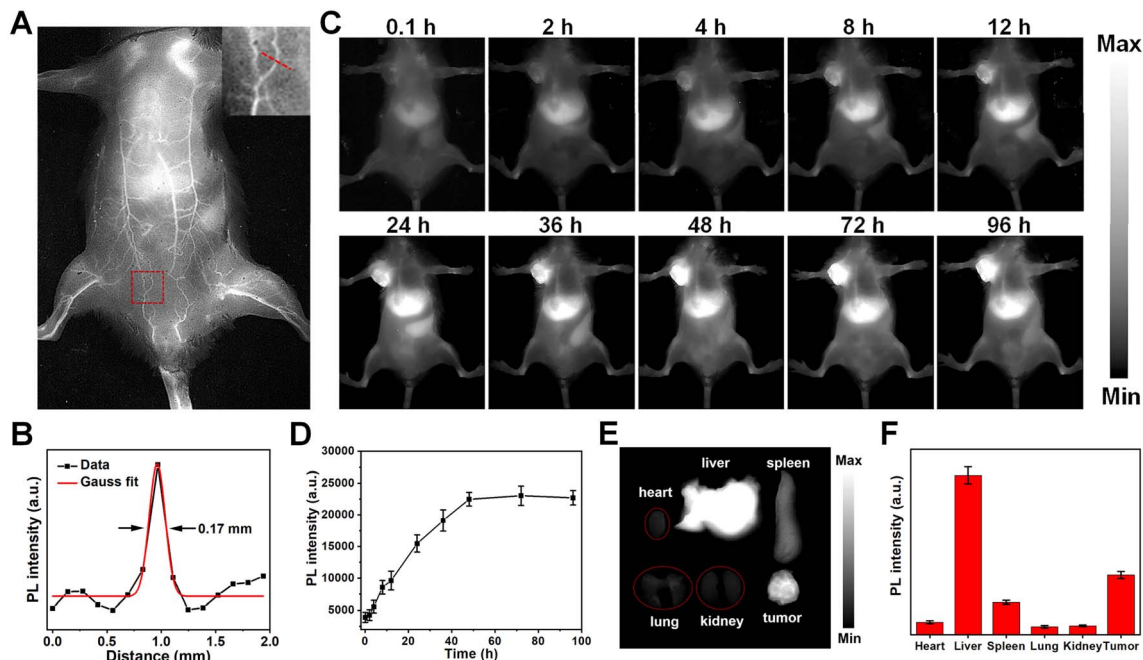 A
C
0.1 h 2 h 4 h 8 h 12 h
Max
24 h 36 h 48 h 72 h 96 h
Min
B
Data
Gauss fit
0.17 mm
PL intensity (a.u.)
0.0 0.5 1.0 1.5 2.0
Distance (mm)
D
PL intensity (a.u.)
30000
25000
20000
15000
10000
5000
0 20 40 60 80 100
Time (h)
E
liver spleen
heart
lung kidney tumor
Max
Min
F
PL intensity (a.u.)
Heart Liver Spleen Lung Kidney Tumor